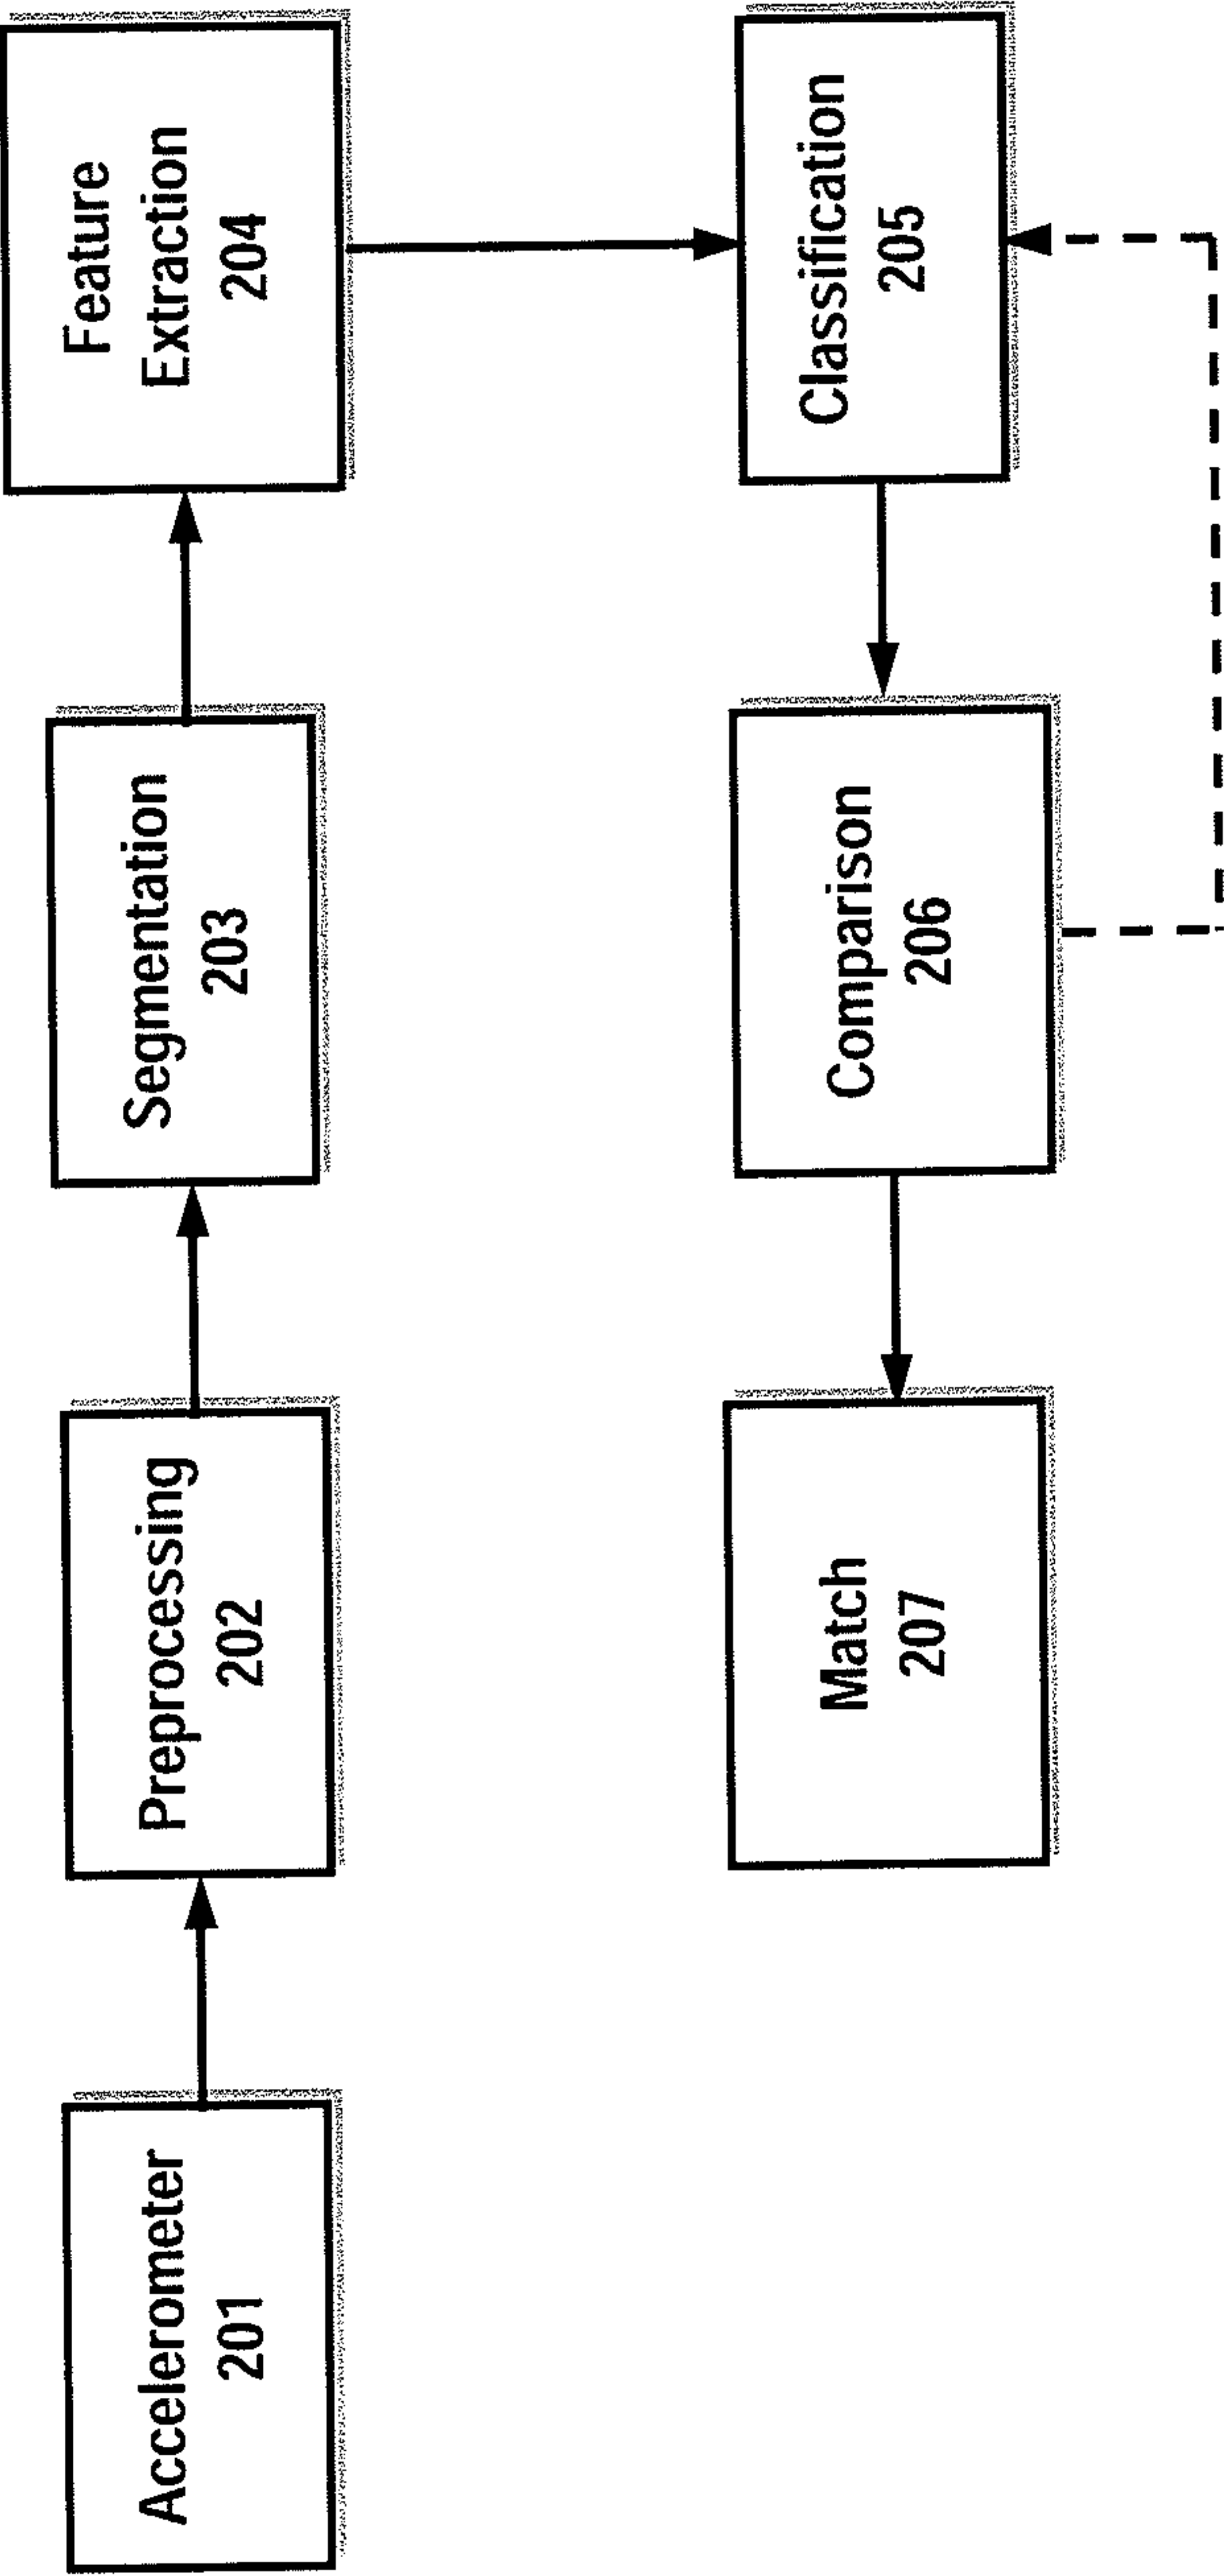 Accelerometer
201
Preprocessing
202
Segmentation
203
Feature
Extraction
204
Classification
205
Comparison
206
Match
207